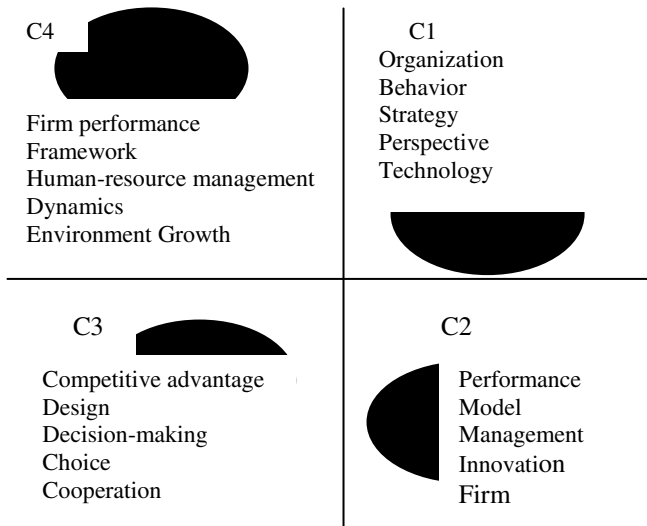 C4
Firm performance
Framework
Human-resource management
Dynamics
Environment Growth
C1
Organization
Behavior
Strategy
Perspective
Technology
C3
Competitive advantage
Design
Decision-making
Choice
Cooperation
C2
Performance
Model
Management
Innovation
Firm